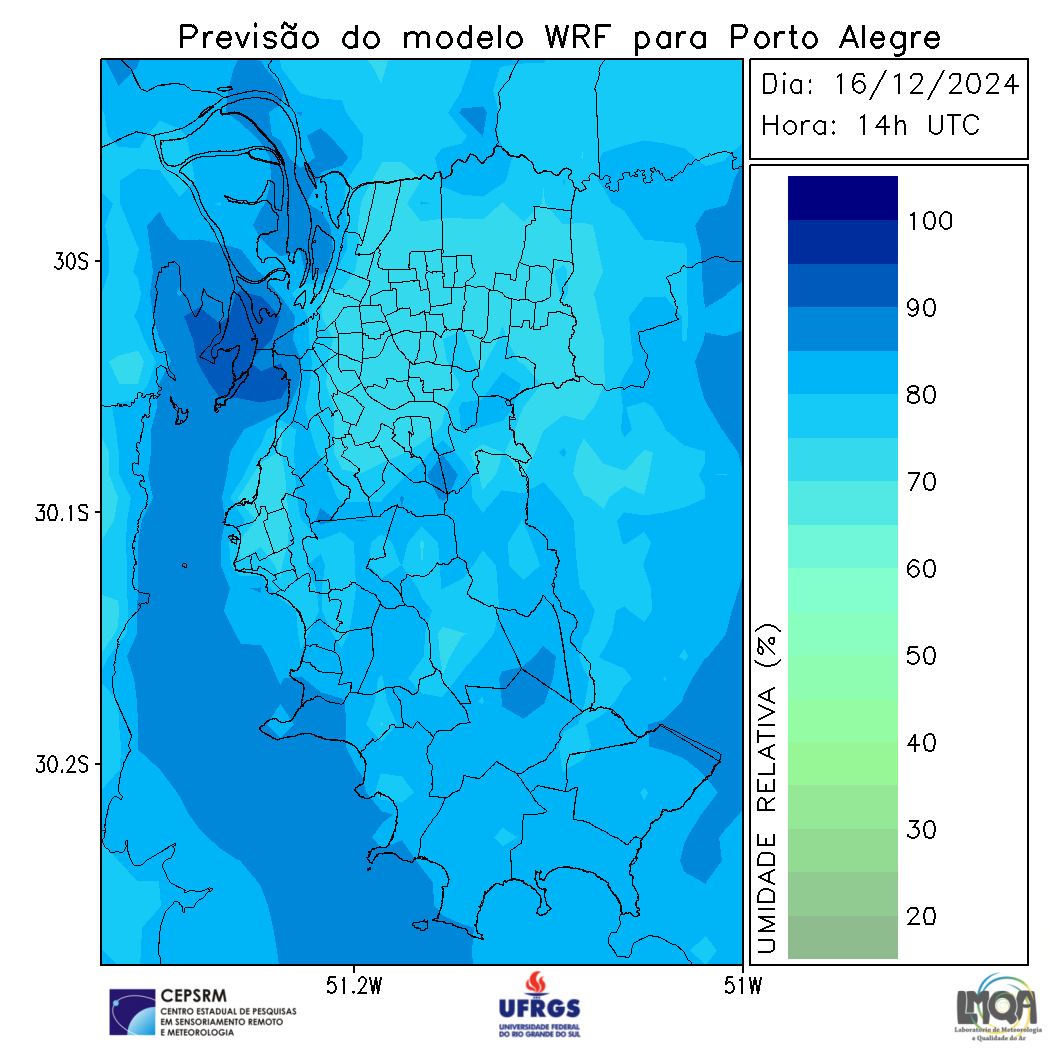 Previsão do modelo WRF para Porto Alegre
Dia: 16/12/2024
Hora: 14h UTC
30S
30.1S
30.2S
51.2W
51W
UMIDADE RELATIVA (%)
100
90
80
70
60
50
40
30
20
CEPSRM
CENTRO ESTADUAL DE PESQUISAS
EM SENSORIAMENTO REMOTO
E METEOROLOGIA
UFRGS
UNIVERSIDADE FEDERAL
DO RIO GRANDE DO SUL
LMQA
Laboratório de Meteorologia
e Qualidade do Ar